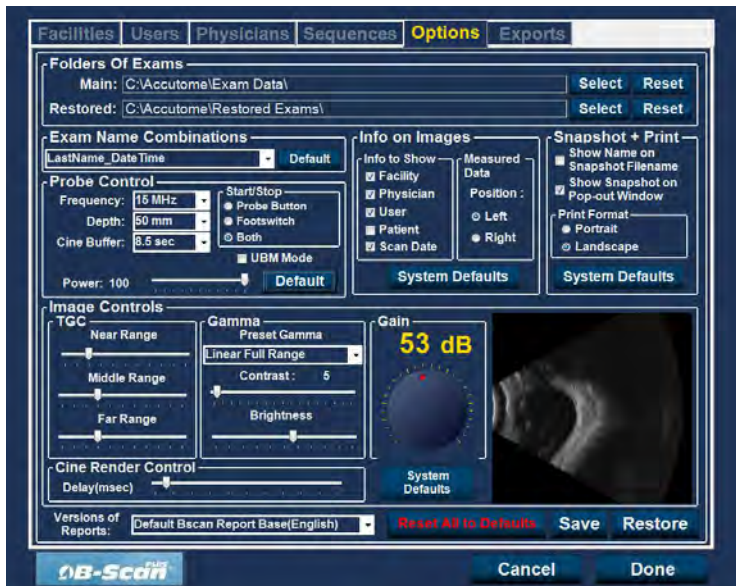 Facilities Users Physicians Sequences Options Exports
Folders Of Exams
Main: C:\Accutome\Exam Data\ Select Reset
Restored: C:\Accutome\Restored Exams\ Select Reset
Exam Name Combinations
LastName_DateTime Default
Probe Control
Frequency: 15 MHz
Depth: 50 mm
Cine Buffer: 8.5 sec
Start/Stop
Probe Button
Footswitch
Both
UBM Mode
Power: 100 Default
Info on Images
Info to Show
Facility
Physician
User
Patient
Scan Date
Measured
Data
Position :
Left
Right
System Defaults
Snapshot + Print
Show Name on
Snapshot Filename
Show Snapshot on
Pop-out Window
Print Format
Portrait
Landscape
System Defaults
Image Controls
TGC
Near Range
Middle Range
Far Range
Gamma
Preset Gamma
Linear Full Range
Contrast : 5
Brightness
Gain
53 dB
System
Defaults
Cine Render Control
Delay(msec)
Versions of
Reports:
Default Bscan Report Base(English)
Reset All to Defaults Save Restore
B-Scan PLUS
Cancel Done